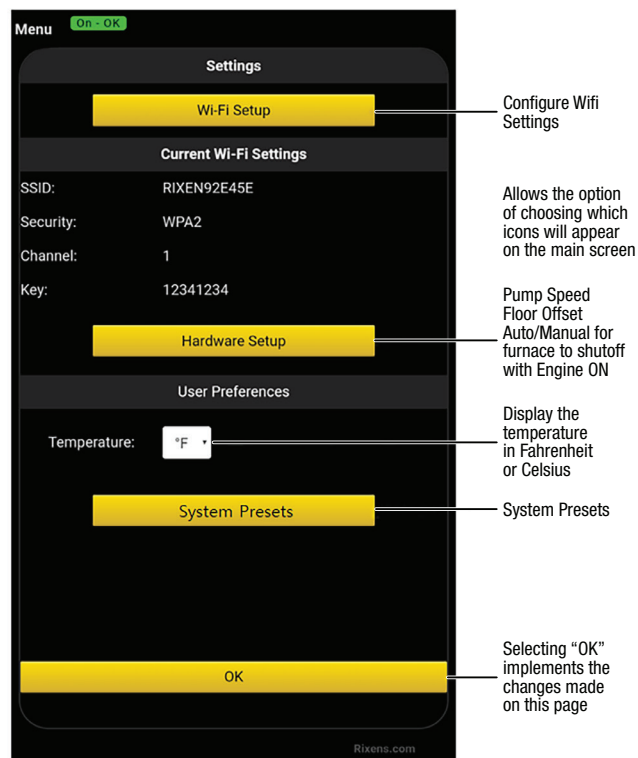 Menu On - OK
Settings
Wi-Fi Setup
Configure Wifi
Settings
Current Wi-Fi Settings
SSID: RIXEN92E45E
Security: WPA2
Channel: 1
Key: 12341234
Allows the option
of choosing which
icons will appear
on the main screen
Hardware Setup
Pump Speed
Floor Offset
Auto/Manual for
furnace to shutoff
with Engine ON
User Preferences
Temperature: °F
Display the
temperature
in Fahrenheit
or Celsius
System Presets
System Presets
OK
Selecting “OK”
implements the
changes made
on this page
Rixens.com